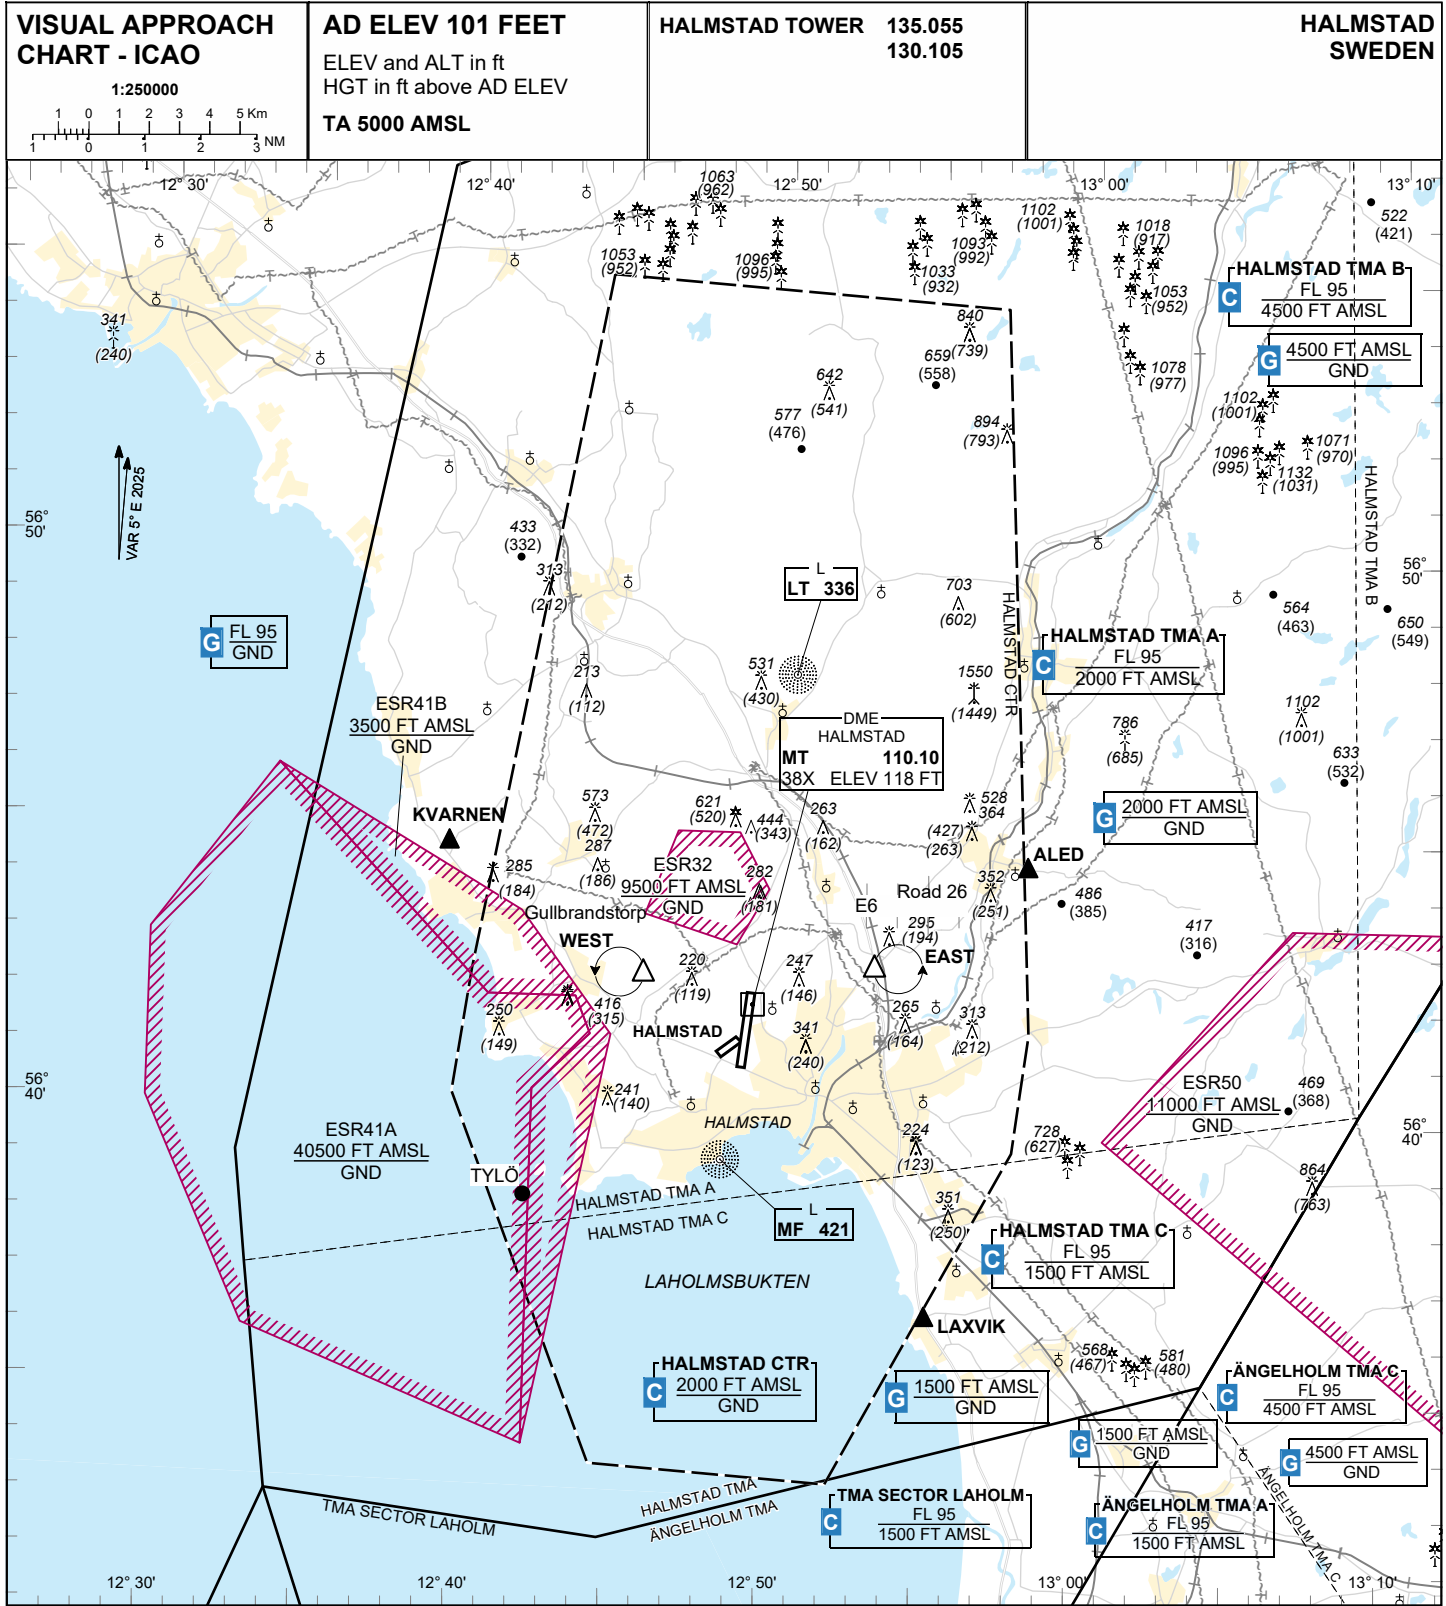 VISUAL APPROACH
CHART - ICAO
1:250000
1 0 1 2 3 4 5 Km
1 0 1 2 3 NM
AD ELEV 101 FEET
ELEV and ALT in ft
HGT in ft above AD ELEV
TA 5000 AMSL
HALMSTAD TOWER 135.055
130.105
HALMSTAD
SWEDEN
12° 30'
12° 40'
12° 50'
13° 00'
13° 10'
1063
(962)
1053
(952)
1096
(995)
1093
(992)
1033
(932)
1102
(1001)
1018
(917)
1053
(952)
522
(421)
HALMSTAD TMA B
C
FL 95
4500 FT AMSL
G
4500 FT AMSL
GND
341
(240)
840
(739)
659
(558)
642
(541)
577
(476)
894
(793)
1078
(977)
1102
(1001)
1096
(995)
1071
(970)
1132
(1031)
HALMSTAD TMA B
VAR 5° E 2025
56°
50'
433
(332)
313
(212)
L
LT 336
703
(602)
HALMSTAD CTR
56°
50'
564
(463)
650
(549)
G
FL 95
GND
HALMSTAD TMA A
C
FL 95
2000 FT AMSL
213
(112)
531
(430)
1550
(1449)
ESR41B
3500 FT AMSL
GND
DME
HALMSTAD
MT 110.10
38X ELEV 118 FT
786
(685)
1102
(1001)
633
(532)
KVARNEN
573
(472)
287
(186)
621
(520)
444
(343)
263
(162)
528
364
(427)
(263)
G
2000 FT AMSL
GND
285
(184)
ESR32
9500 FT AMSL
GND
282
(181)
ALED
352
(251)
Road 26
E6
486
(385)
Gullbrandstorp
WEST
295
(194)
EAST
417
(316)
220
(119)
247
(146)
416
(315)
250
(149)
HALMSTAD
341
(240)
265
(164)
313
(212)
56°
40'
241
(140)
ESR50
11000 FT AMSL
GND
469
(368)
56°
40'
ESR41A
40500 FT AMSL
GND
HALMSTAD
224
(123)
728
(627)
TYLÖ
864
(763)
HALMSTAD TMA A
HALMSTAD TMA C
L
MF 421
351
(250)
HALMSTAD TMA C
C
FL 95
1500 FT AMSL
LAHOLMSBUKTEN
LAXVIK
568
(467)
581
(480)
HALMSTAD CTR
C
2000 FT AMSL
GND
G
1500 FT AMSL
GND
ÄNGELHOLM TMA C
C
FL 95
4500 FT AMSL
G
1500 FT AMSL
GND
G
4500 FT AMSL
GND
TMA SECTOR LAHOLM
HALMSTAD TMA
ÄNGELHOLM TMA
TMA SECTOR LAHOLM
C
FL 95
1500 FT AMSL
ÄNGELHOLM TMA A
C
FL 95
1500 FT AMSL
ÄNGELHOLM TMA C
12° 30'
12° 40'
12° 50'
13° 00'
13° 10'